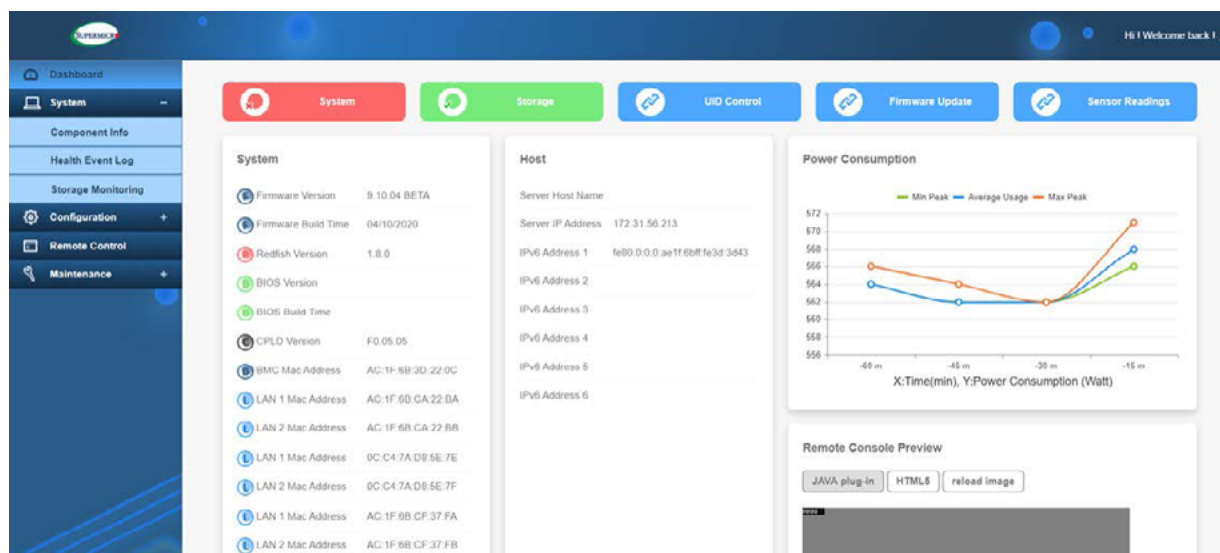 SUPERMICR
Hi ! Welcome back !
Dashboard
System –
Component Info
Health Event Log
Storage Monitoring
Configuration +
Remote Control
Maintenance +
System
Storage
UID Control
Firmware Update
Sensor Readings
System
Firmware Version 9.10.04 BETA
Firmware Build Time 04/10/2020
Redfish Version 1.8.0
BIOS Version
BIOS Build Time
CPLD Version F0.05.05
BMC Mac Address AC:1F:6B:3D:22:0C
LAN 1 Mac Address AC:1F:6B:CA:22:BA
LAN 2 Mac Address AC:1F:6B:CA:22:BB
LAN 1 Mac Address 0C:C4:7A:D8:5E:7E
LAN 2 Mac Address 0C:C4:7A:D8:5E:7F
LAN 1 Mac Address AC:1F:6B:CF:37:FA
LAN 2 Mac Address AC:1F:6B:CF:37:FB
Host
Server Host Name
Server IP Address 172.31.56.213
IPv6 Address 1 fe80:0:0:0:ae1f:6bff:fe3d:3d43
IPv6 Address 2
IPv6 Address 3
IPv6 Address 4
IPv6 Address 5
IPv6 Address 6
Power Consumption
Min Peak Average Usage Max Peak
572
570
568
566
564
562
560
558
556
-60 m -45 m -30 m -15 m
X:Time(min), Y:Power Consumption (Watt)
Remote Console Preview
JAVA plug-in HTML5 reload image